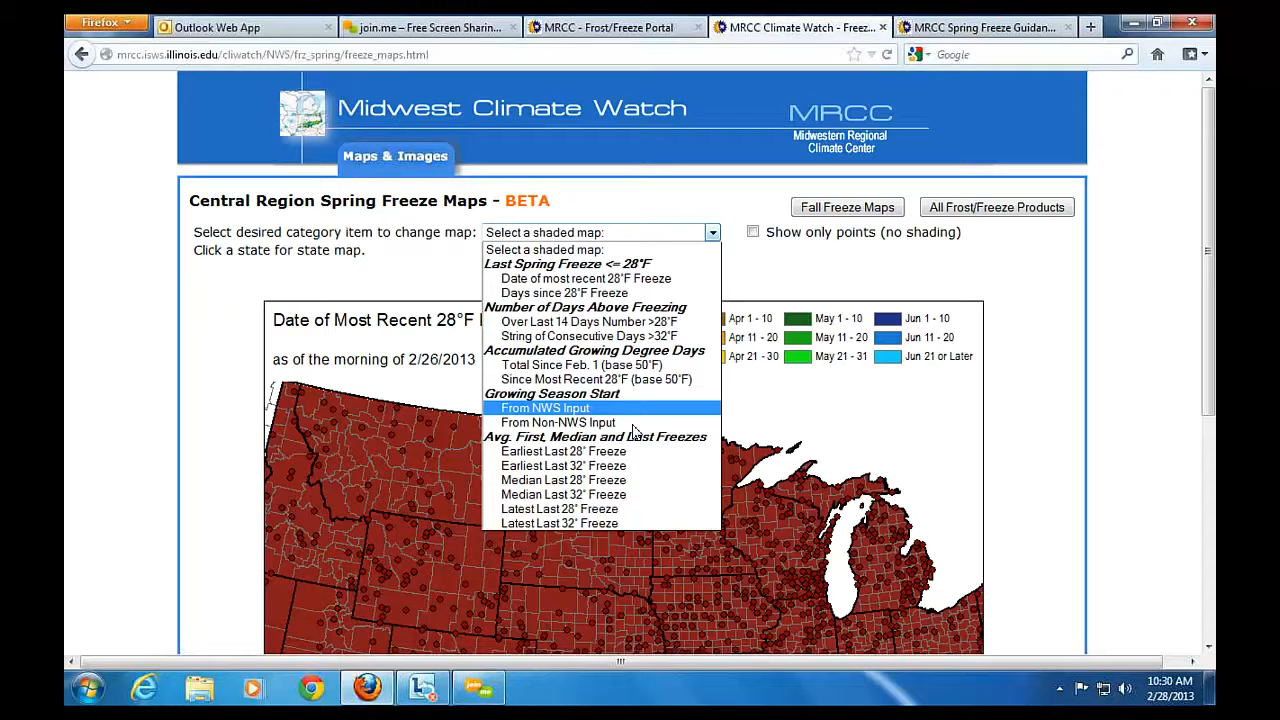 Firefox
Outlook Web App
join.me – Free Screen Sharin...
MRCC - Frost/Freeze Portal
MRCC Climate Watch - Freez...
MRCC Spring Freeze Guidan...
mrcc.isws.illinois.edu/cliwatch/NWS/frz_spring/freeze_maps.html
Google
Midwest Climate Watch
MRCC
Midwestern Regional
Climate Center
Maps & Images
Central Region Spring Freeze Maps - BETA
Fall Freeze Maps
All Frost/Freeze Products
Select desired category item to change map:
Select a shaded map:
Show only points (no shading)
Click a state for state map.
Select a shaded map:
Last Spring Freeze <= 28°F
Date of most recent 28°F Freeze
Days since 28°F Freeze
Number of Days Above Freezing
Over Last 14 Days Number >28°F
String of Consecutive Days >32°F
Accumulated Growing Degree Days
Total Since Feb. 1 (base 50°F)
Since Most Recent 28°F (base 50°F)
Growing Season Start
From NWS Input
From Non-NWS Input
Avg. First, Median and Last Freezes
Earliest Last 28° Freeze
Earliest Last 32° Freeze
Median Last 28° Freeze
Median Last 32° Freeze
Latest Last 28° Freeze
Latest Last 32° Freeze
Date of Most Recent 28°F
as of the morning of 2/26/2013
Apr 1 - 10
May 1 - 10
Jun 1 - 10
Apr 11 - 20
May 11 - 20
Jun 11 - 20
Apr 21 - 30
May 21 - 31
Jun 21 or Later
10:30 AM
2/28/2013